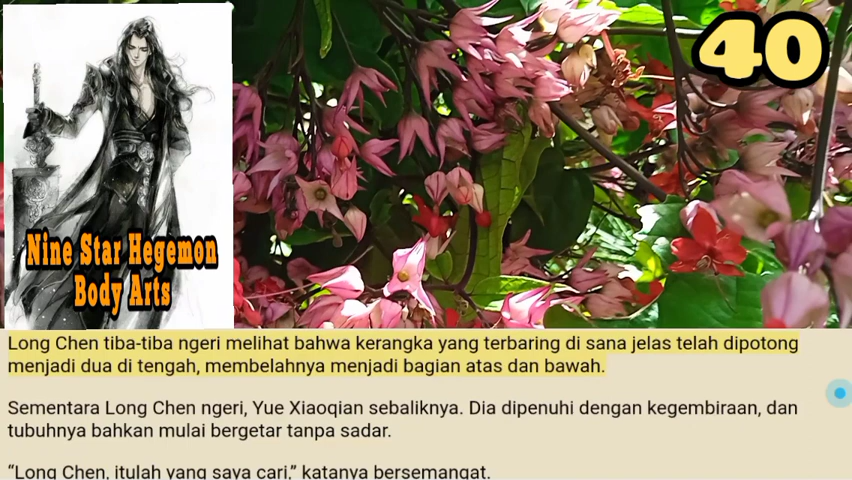 40
Nine Star Hegemon
Body Arts
Long Chen tiba-tiba ngeri melihat bahwa kerangka yang terbaring di sana jelas telah dipotong
menjadi dua di tengah, membelahnya menjadi bagian atas dan bawah.
Sementara Long Chen ngeri, Yue Xiaoqian sebaliknya. Dia dipenuhi dengan kegembiraan, dan
tubuhnya bahkan mulai bergetar tanpa sadar.
“Long Chen, itulah yang saya cari,” katanya bersemangat.